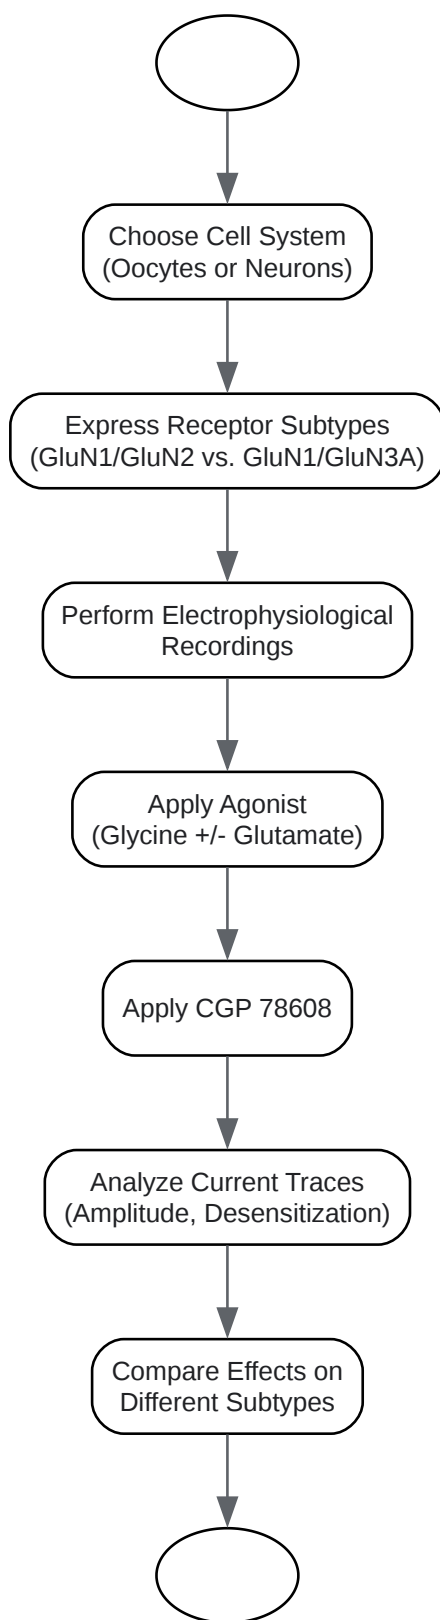 Choose Cell System
(Oocytes or Neurons)
Express Receptor Subtypes
(GluN1/GluN2 vs. GluN1/GluN3A)
Perform Electrophysiological
Recordings
Apply Agonist
(Glycine +/- Glutamate)
Apply CGP 78608
Analyze Current Traces
(Amplitude, Desensitization)
Compare Effects on
Different Subtypes